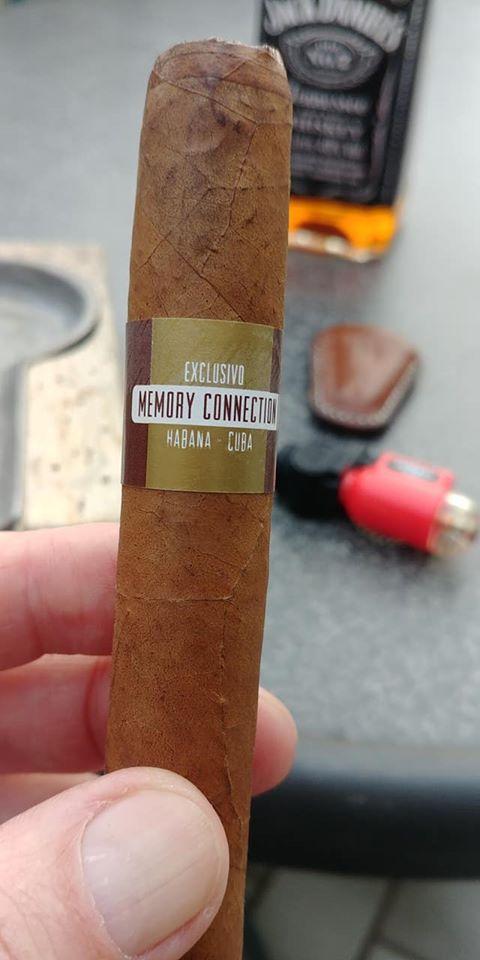 JACK DANIEL'S
EXCLUSIVO
MEMORY CONNECTION
HABANA - CUBA